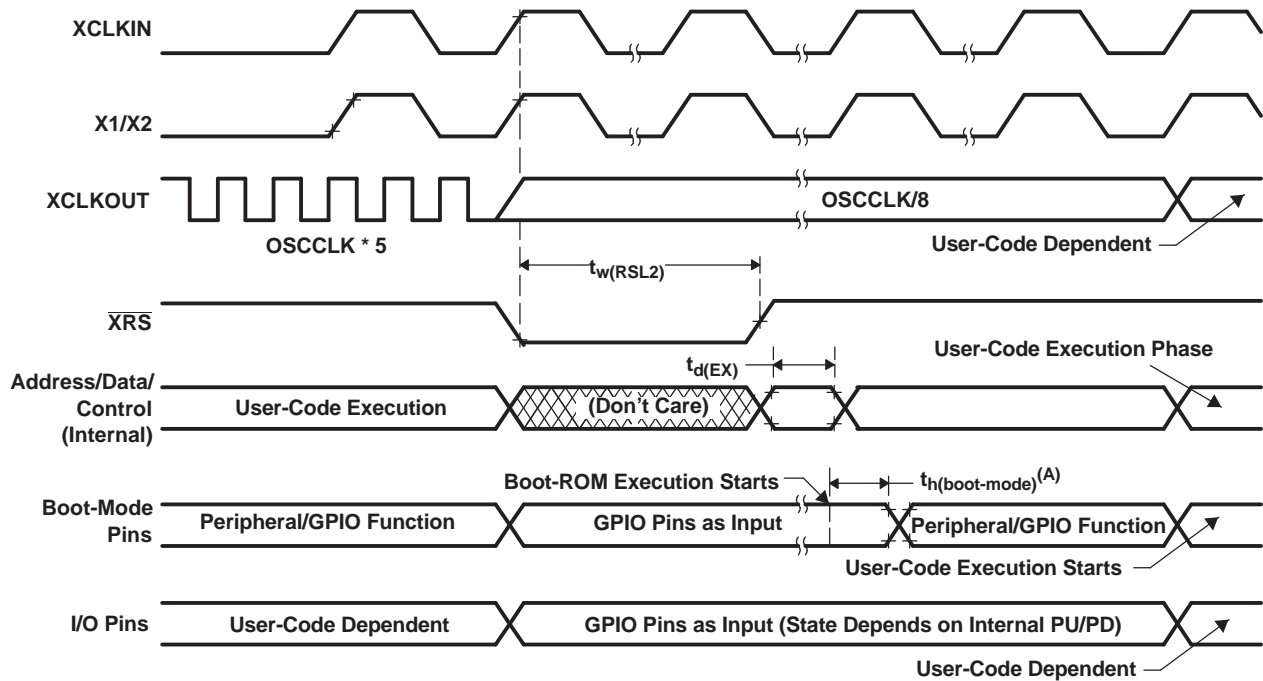 XCLKIN
X1/X2
XCLKOUT
OSCCLK/8
OSCCLK * 5
User-Code Dependent
tw(RSL2)
XRS
User-Code Execution Phase
td(EX)
Address/Data/
Control
(Internal)
User-Code Execution
(Don't Care)
Boot-ROM Execution Starts
th(boot-mode)(A)
Boot-Mode
Pins
Peripheral/GPIO Function
GPIO Pins as Input
Peripheral/GPIO Function
User-Code Execution Starts
I/O Pins
User-Code Dependent
GPIO Pins as Input (State Depends on Internal PU/PD)
User-Code Dependent